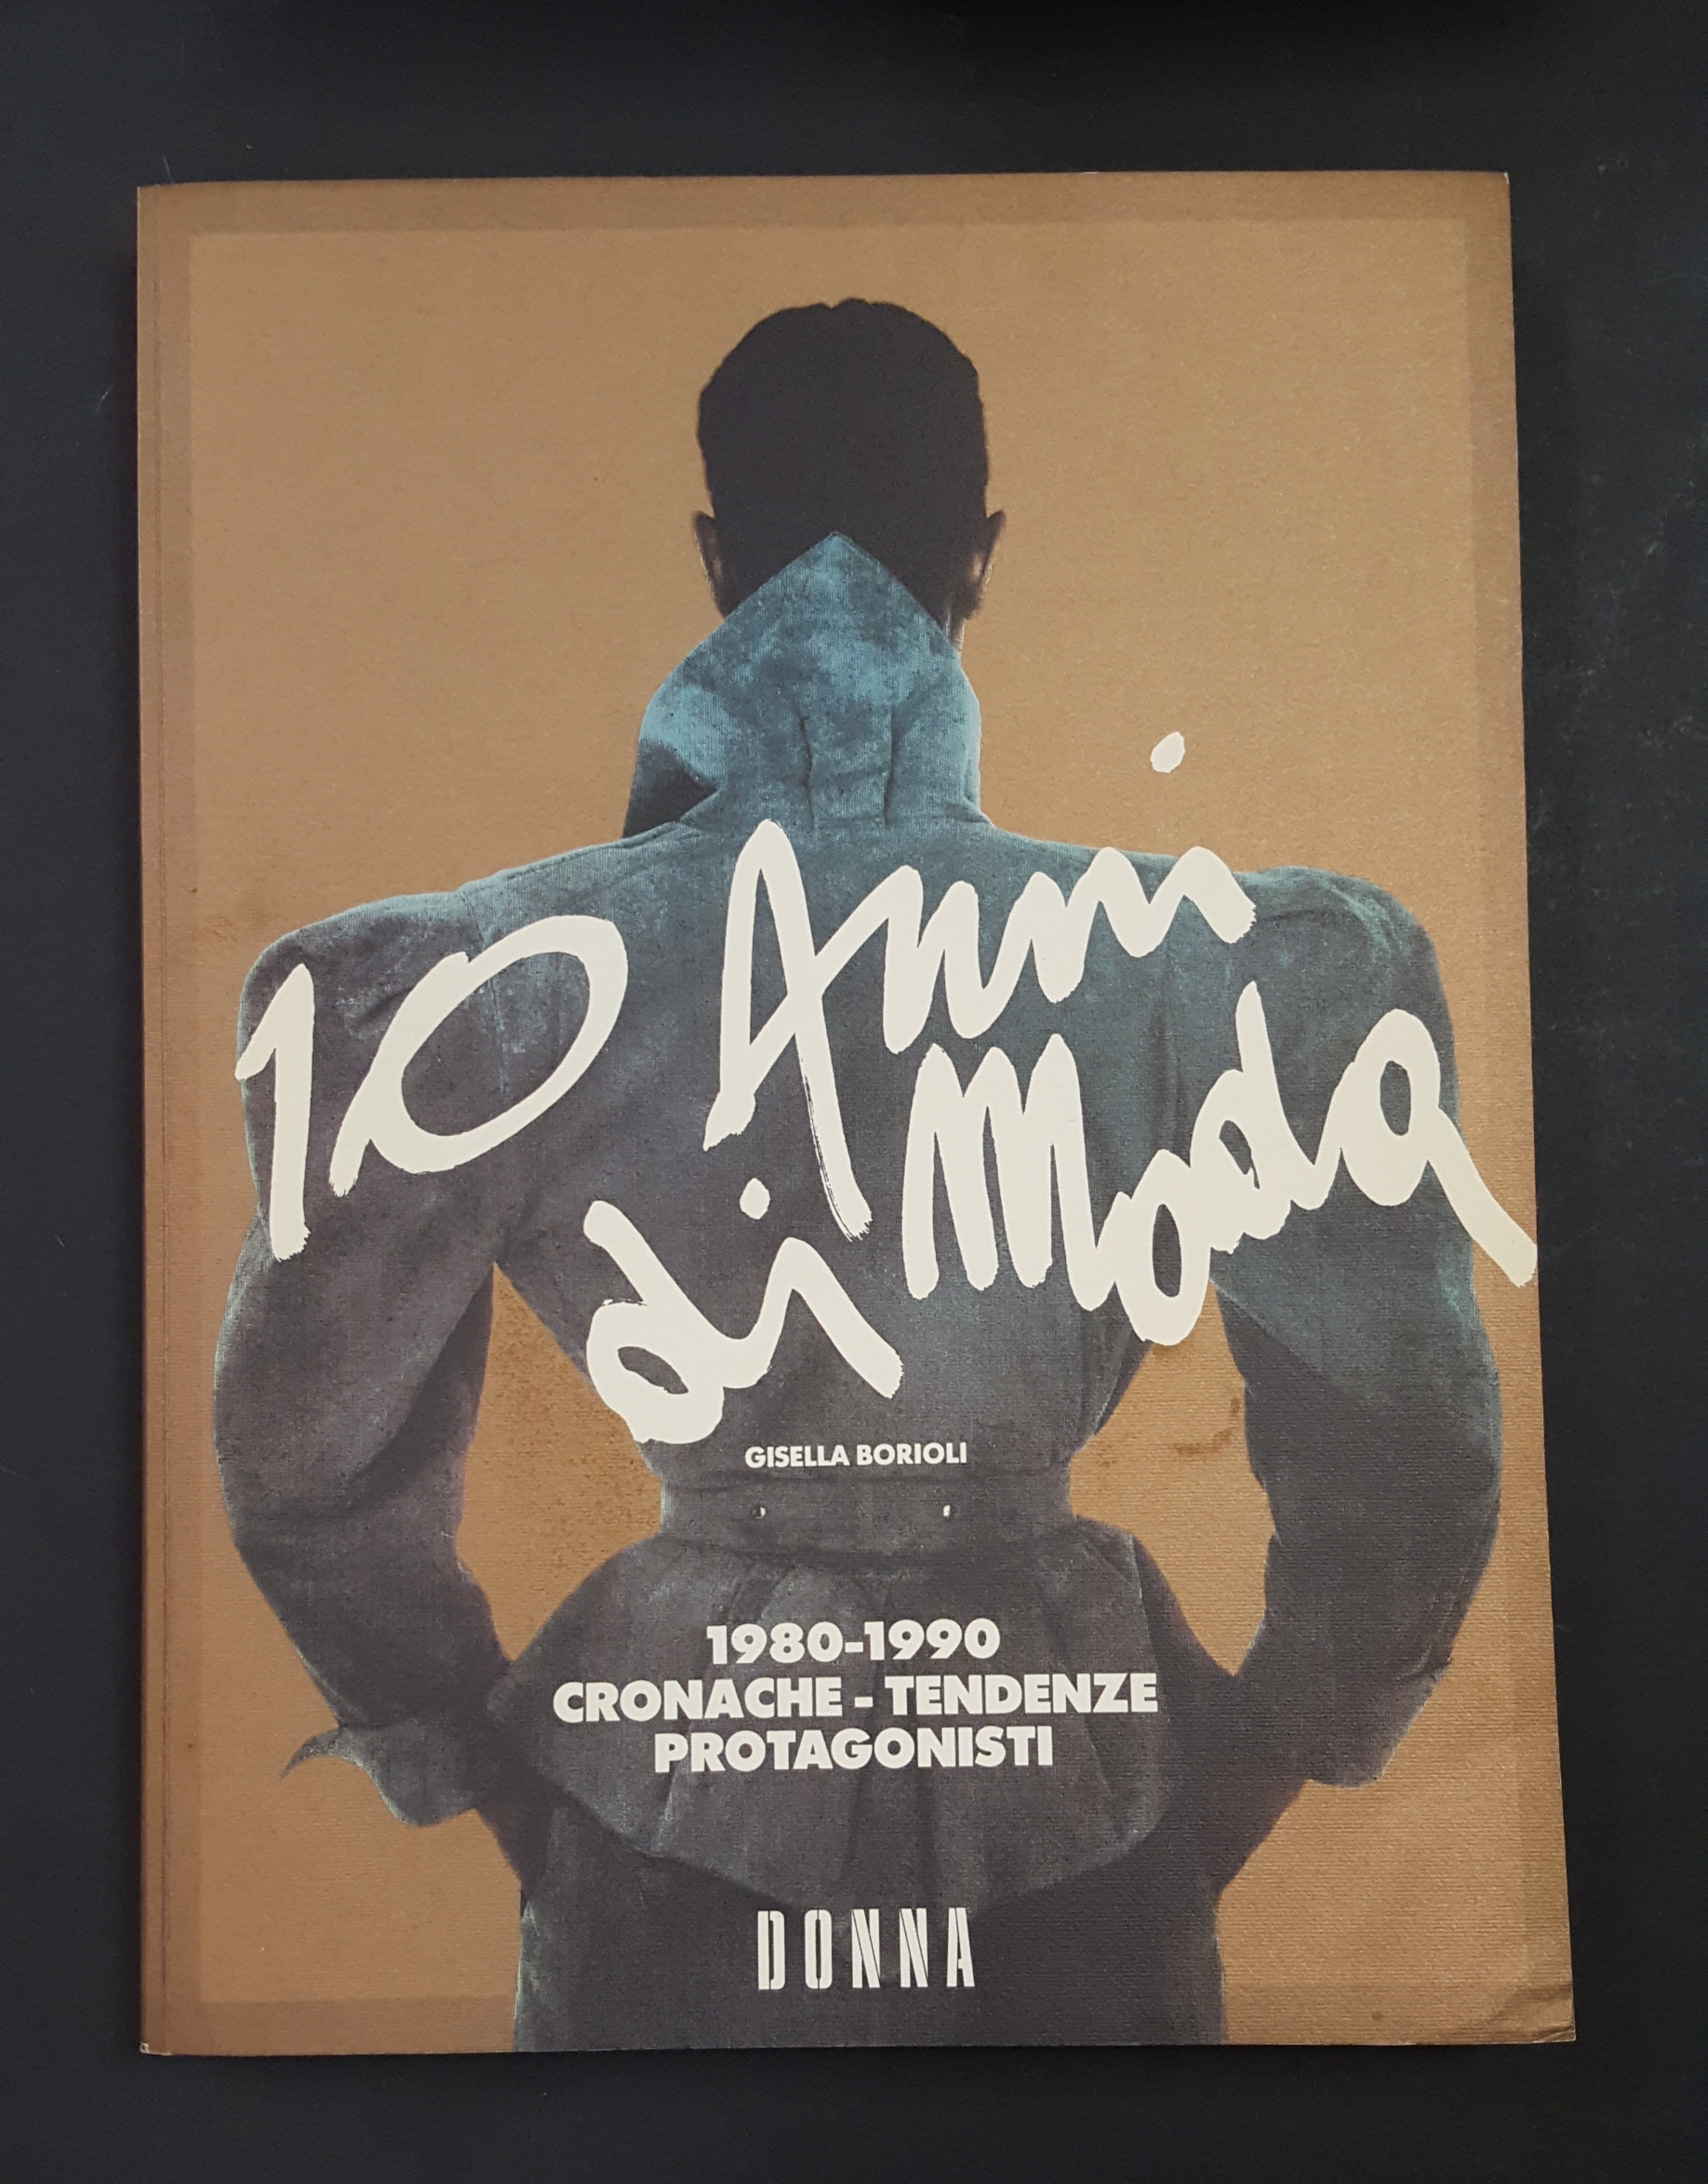 10 Anni
di Moda
GISELLA BORIOLI
1980-1990
CRONACHE - TENDENZE
PROTAGONISTI
DONNA